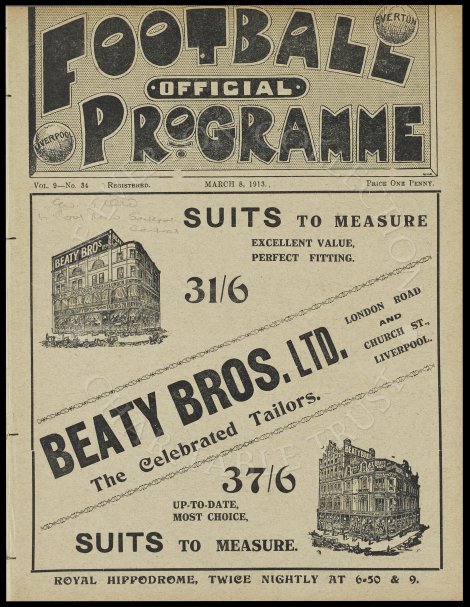 FOOTBALL
EVERTON
OFFICIAL
LIVERPOOL
PROGRAMME
VOL. 9—No. 34 REGISTERED. MARCH 8, 1913. PRICE ONE PENNY.
SUITS TO MEASURE
EXCELLENT VALUE,
PERFECT FITTING.
BEATY BROS.
31/6
LONDON ROAD
AND
CHURCH ST.,
LIVERPOOL.
BEATY BROS. LTD.
The Celebrated Tailors.
37/6
UP-TO-DATE,
MOST CHOICE,
SUITS TO MEASURE.
ROYAL HIPPODROME, TWICE NIGHTLY AT 6-50 & 9.